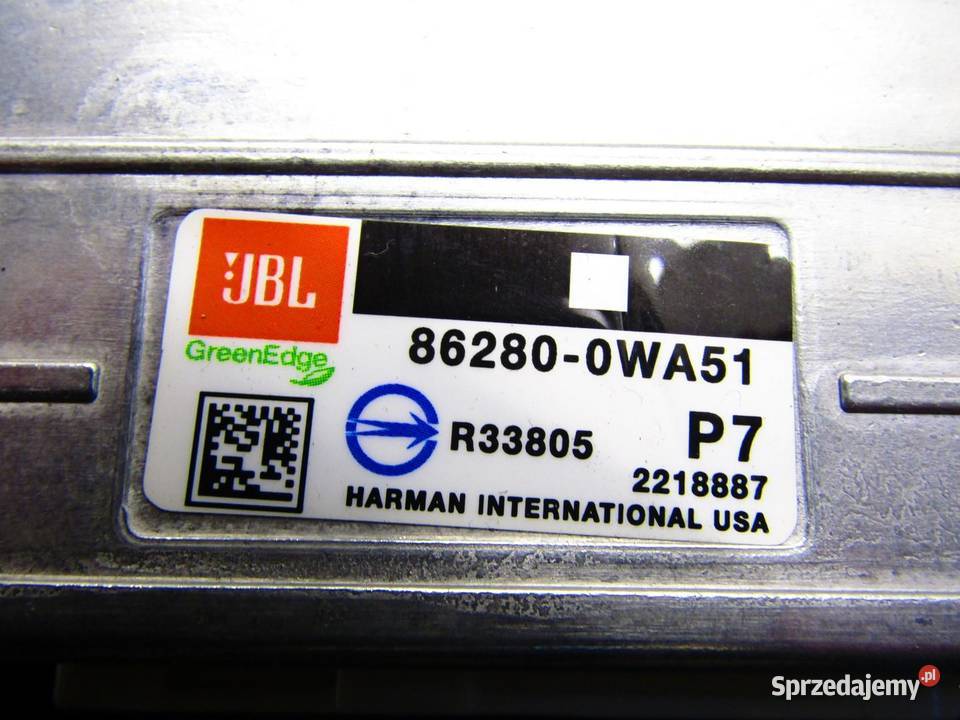 JBL
GreenEdge
86280-0WA51
R33805
P7
2218887
HARMAN INTERNATIONAL USA
Sprzedajemy.pl